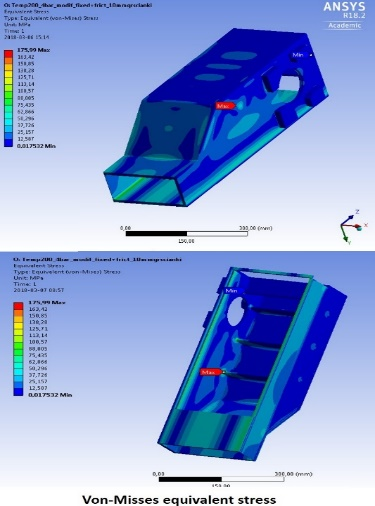 ANSYS
R18.2
Academic
Equivalent Stress
Type: Equivalent (von-Mises) Stress
Unit: MPa
Time: 1
175,99 Max
163,42
150,85
138,28
125,71
113,14
100,57
88,005
75,435
62,866
50,296
37,726
25,157
12,587
0,017532 Min
Min
Max
0,00
300,00 (mm)
150,00
Z
X
Y
Equivalent Stress
Type: Equivalent (von-Mises) Stress
Unit: MPa
Time: 1
175,99 Max
163,42
150,85
138,28
125,71
113,14
100,57
88,005
75,435
62,866
50,296
37,726
25,157
12,587
0,017532 Min
Min
Max
0,00
300,00 (mm)
150,00
Von-Misses equivalent stress